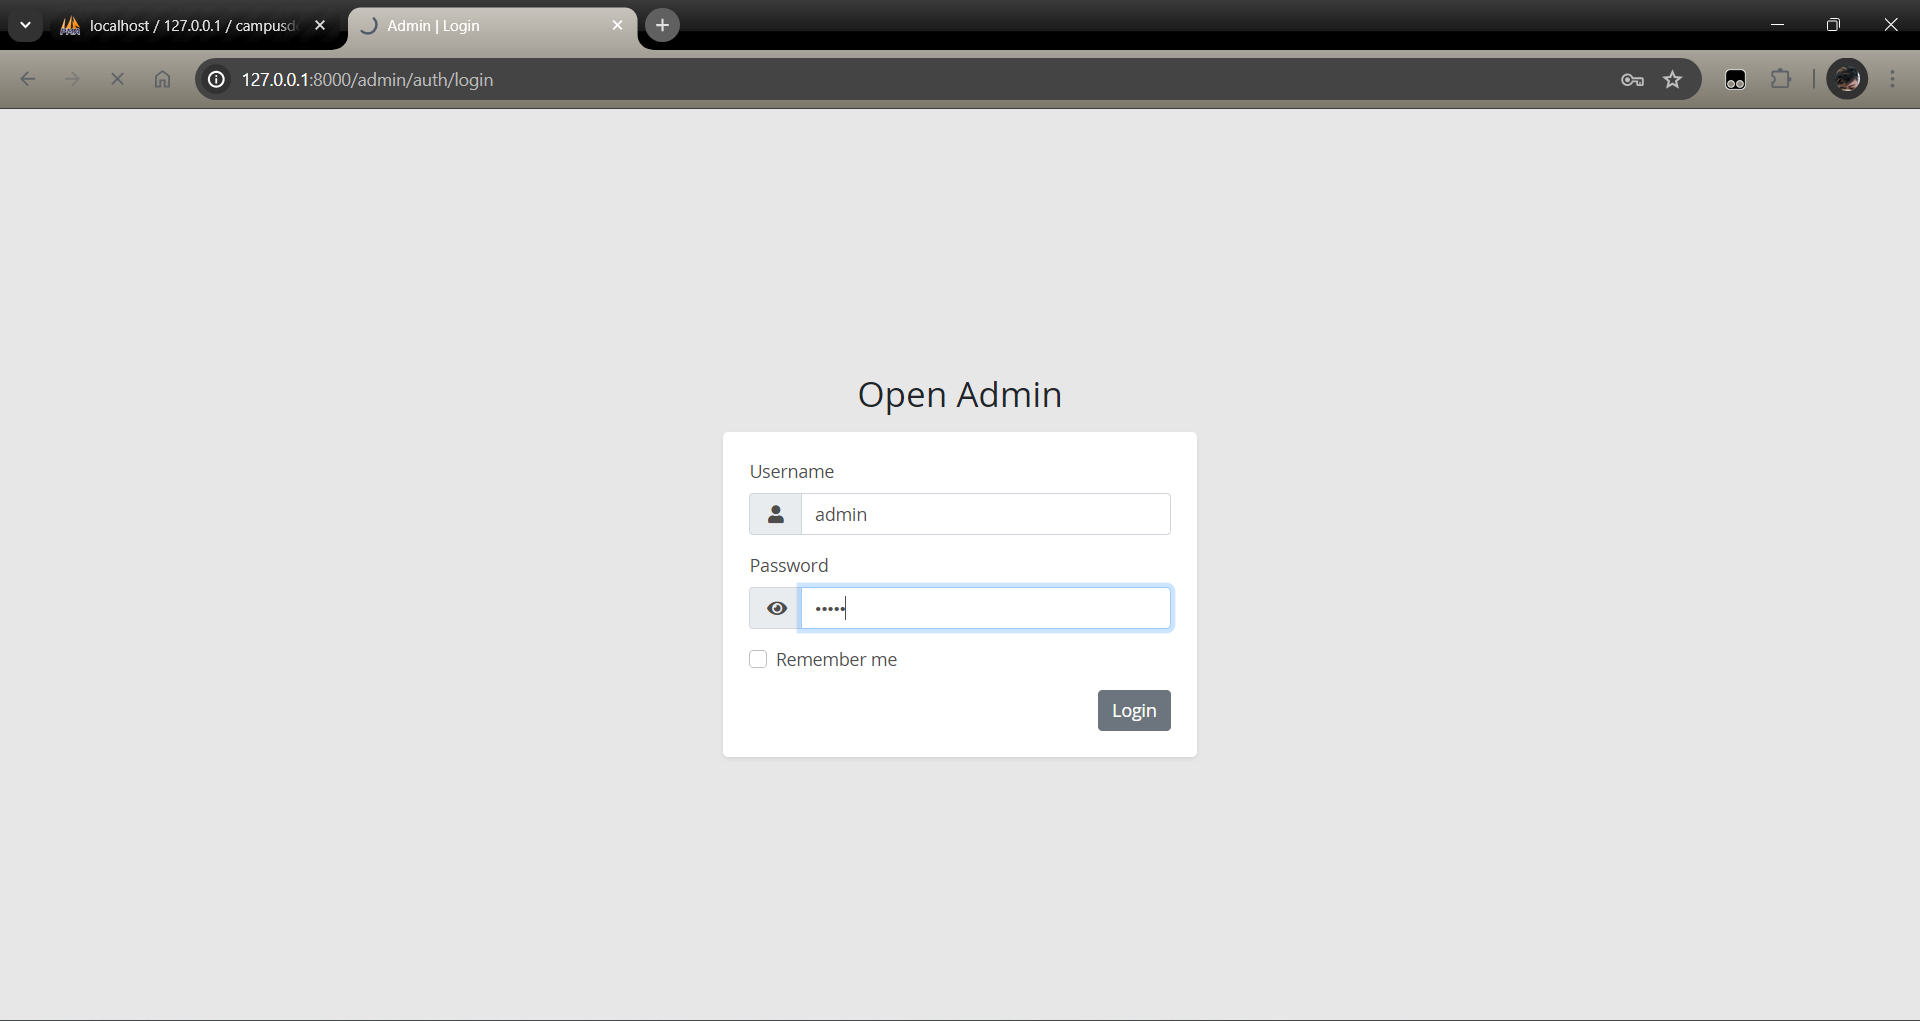 localhost / 127.0.0.1 / campusd
Admin | Login
127.0.0.1:8000/admin/auth/login
Open Admin
Username
admin
Password
•••••
Remember me
Login